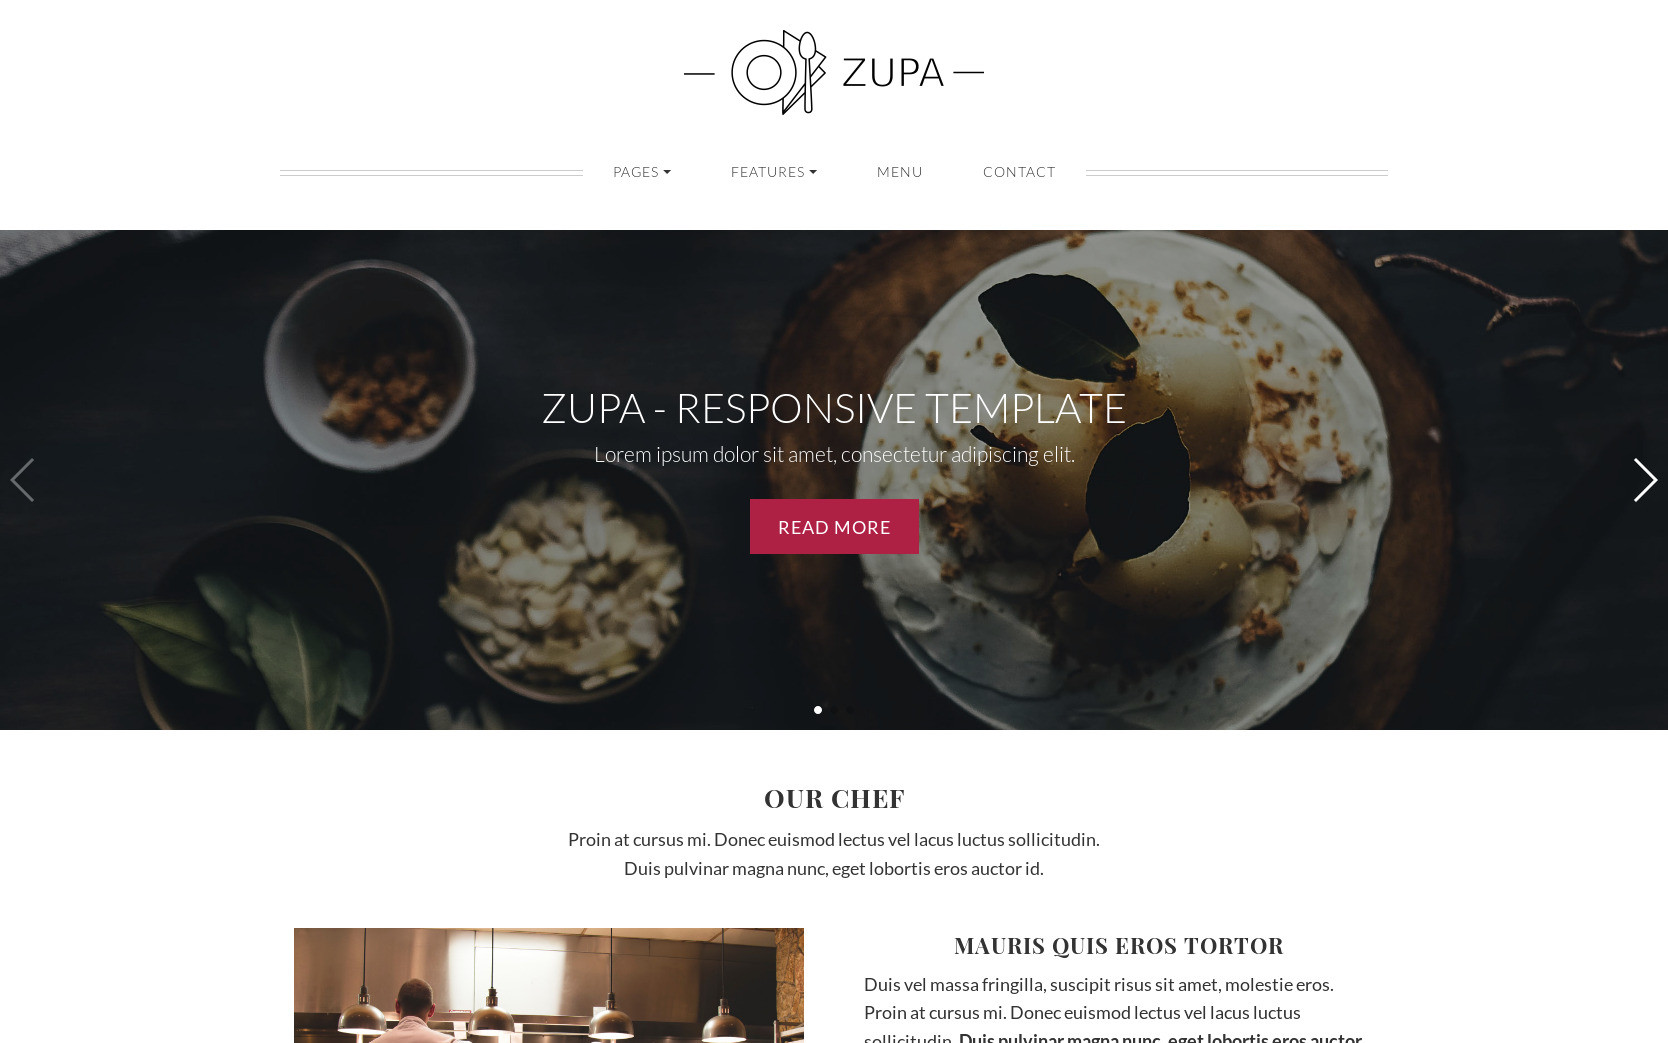 ZUPA
PAGES
FEATURES
MENU
CONTACT
ZUPA - RESPONSIVE TEMPLATE
Lorem ipsum dolor sit amet, consectetur adipiscing elit.
READ MORE
OUR CHEF
Proin at cursus mi. Donec euismod lectus vel lacus luctus sollicitudin.
Duis pulvinar magna nunc, eget lobortis eros auctor id.
MAURIS QUIS EROS TORTOR
Duis vel massa fringilla, suscipit risus sit amet, molestie eros.
Proin at cursus mi. Donec euismod lectus vel lacus luctus
sollicitudin. Duis pulvinar magna nunc, eget lobortis eros auctor